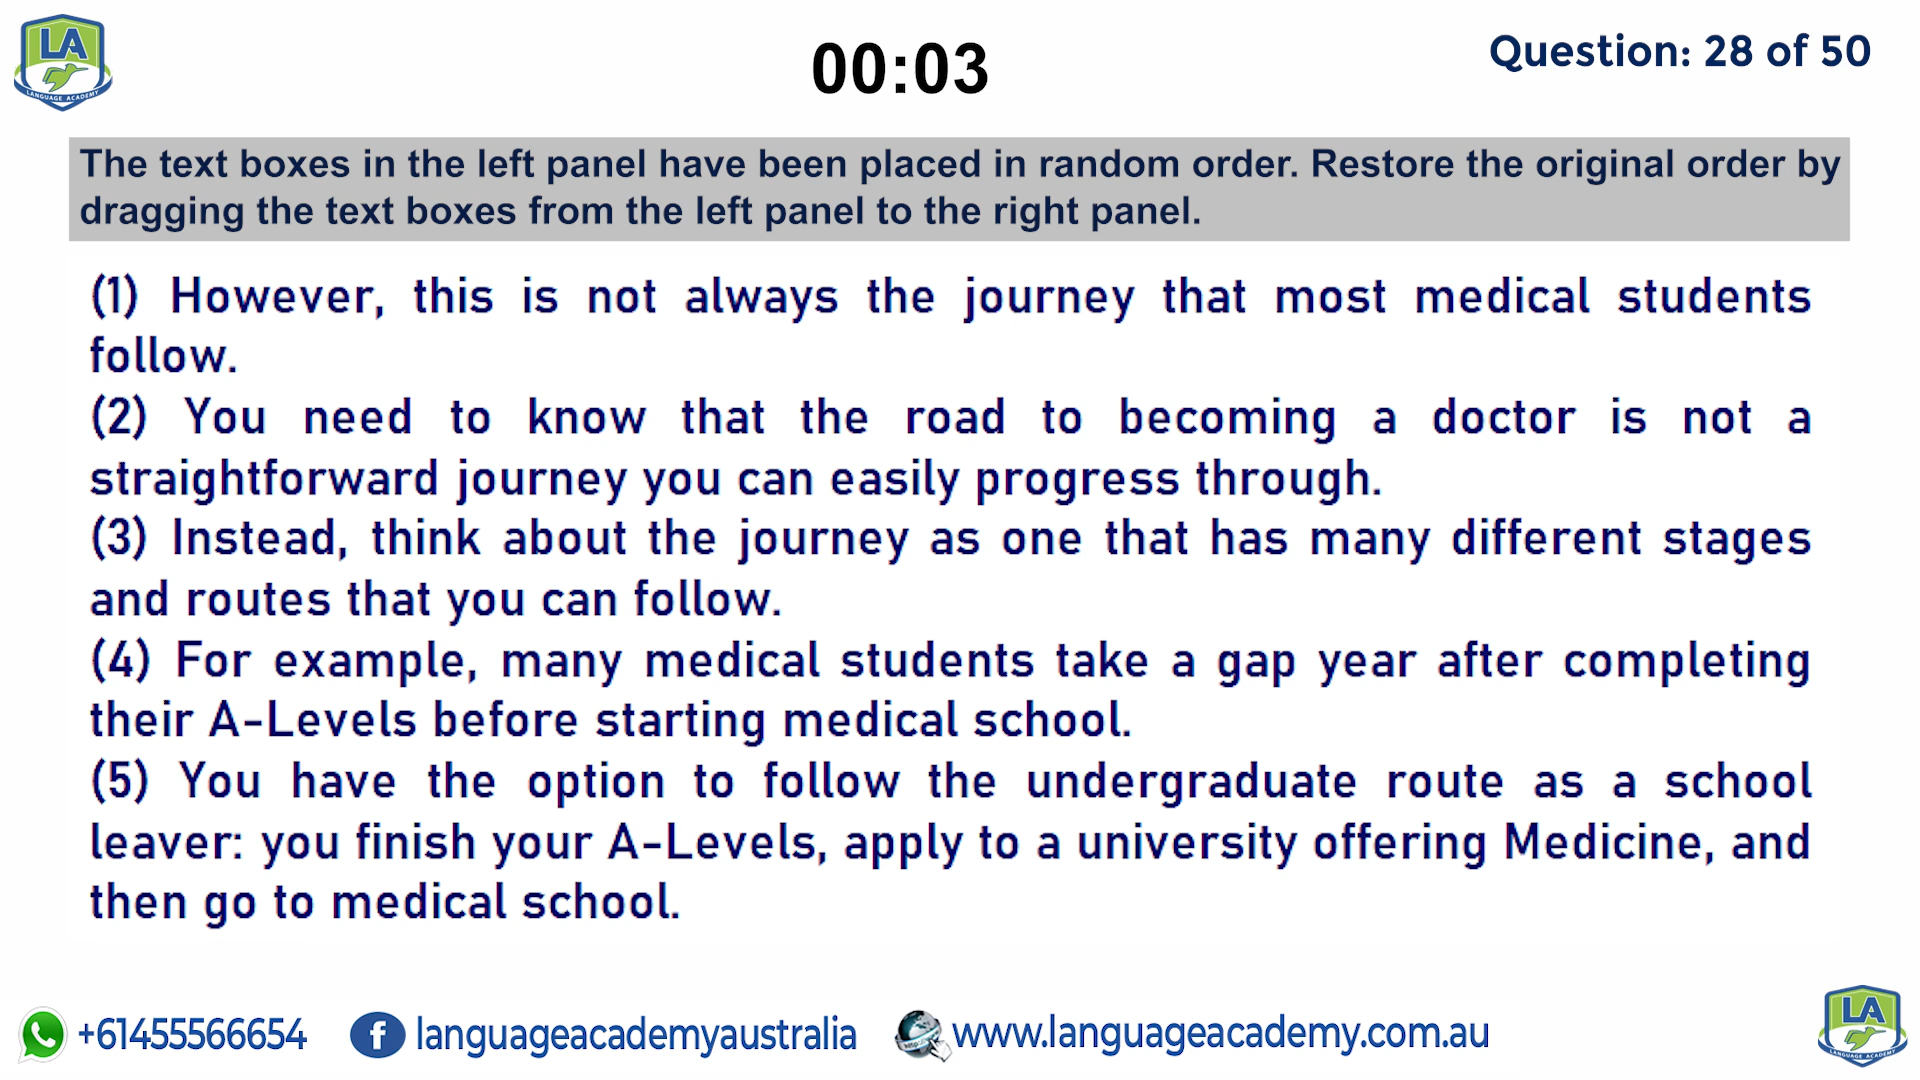 LA
LANGUAGE ACADEMY
00:03
Question: 28 of 50
The text boxes in the left panel have been placed in random order. Restore the original order by
dragging the text boxes from the left panel to the right panel.
(1) However, this is not always the journey that most medical students
follow.
(2) You need to know that the road to becoming a doctor is not a
straightforward journey you can easily progress through.
(3) Instead, think about the journey as one that has many different stages
and routes that you can follow.
(4) For example, many medical students take a gap year after completing
their A-Levels before starting medical school.
(5) You have the option to follow the undergraduate route as a school
leaver: you finish your A-Levels, apply to a university offering Medicine, and
then go to medical school.
+61455566654
f
languageacademyaustralia
www.languageacademy.com.au
LA
LANGUAGE ACADEMY